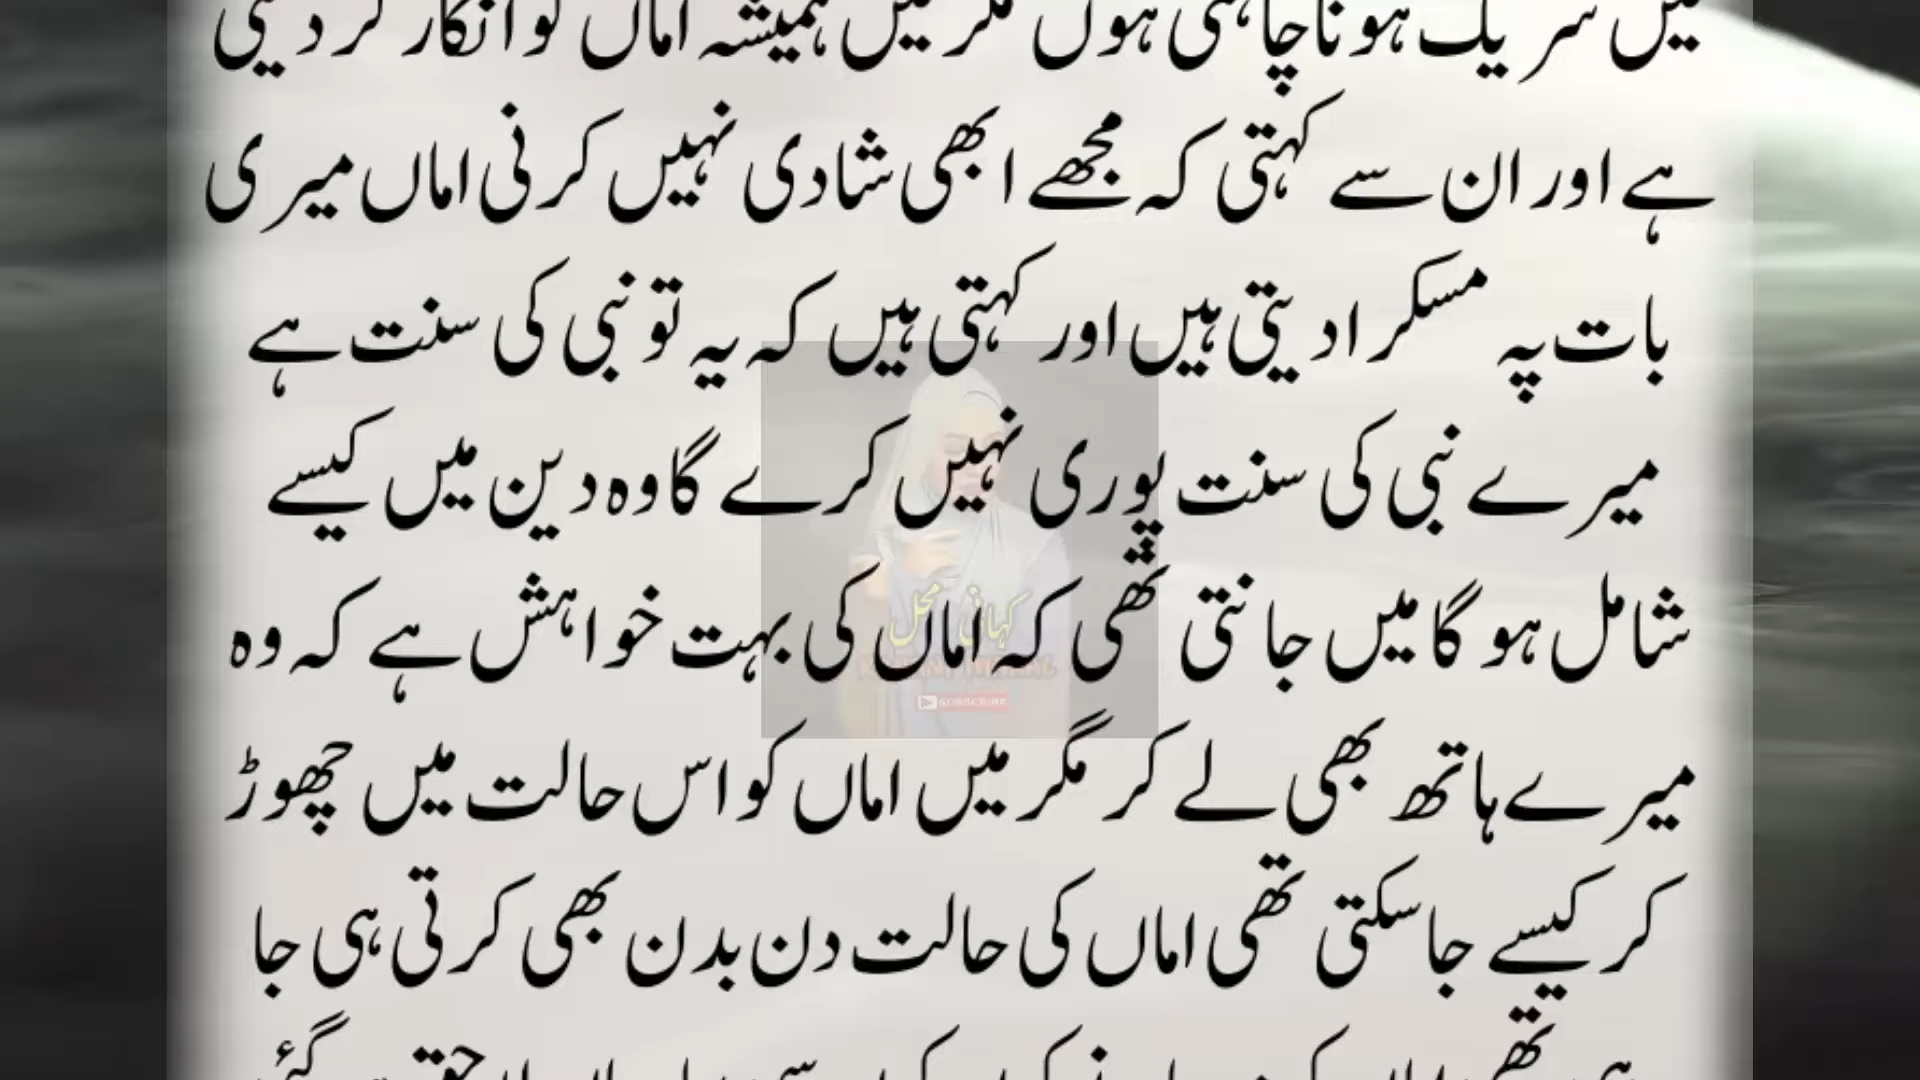 میں شریک ہونا چاہتی ہوں مگر میں ہمیشہ اماں کو انکار کر دیتی
ہے اور ان سے کہتی کہ مجھے ابھی شادی نہیں کرنی اماں میری
بات پہ مسکرا دیتی ہیں اور کہتی ہیں کہ یہ تو نبی کی سنت ہے
میرے نبی کی سنت پوری نہیں کرے گا وہ دین میں کیسے
شامل ہو گا میں جانتی تھی کہ اماں کی بہت خواہش ہے کہ وہ
کہانی محل
SUBSCRIBE
میرے ہاتھ بھی لے کر مگر میں اماں کو اس حالت میں چھوڑ
کر کیسے جا سکتی تھی اماں کی حالت دن بدن بھی کرتی ہی جا